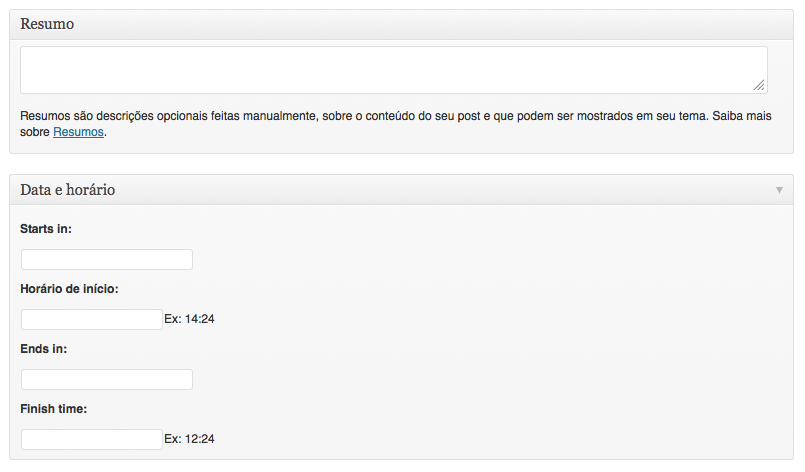 Resumo
Resumos são descrições opcionais feitas manualmente, sobre o conteúdo do seu post e que podem ser mostrados em seu tema. Saiba mais
sobre Resumos.
Data e horário
Starts in:
Horário de início:
Ex: 14:24
Ends in:
Finish time:
Ex: 12:24